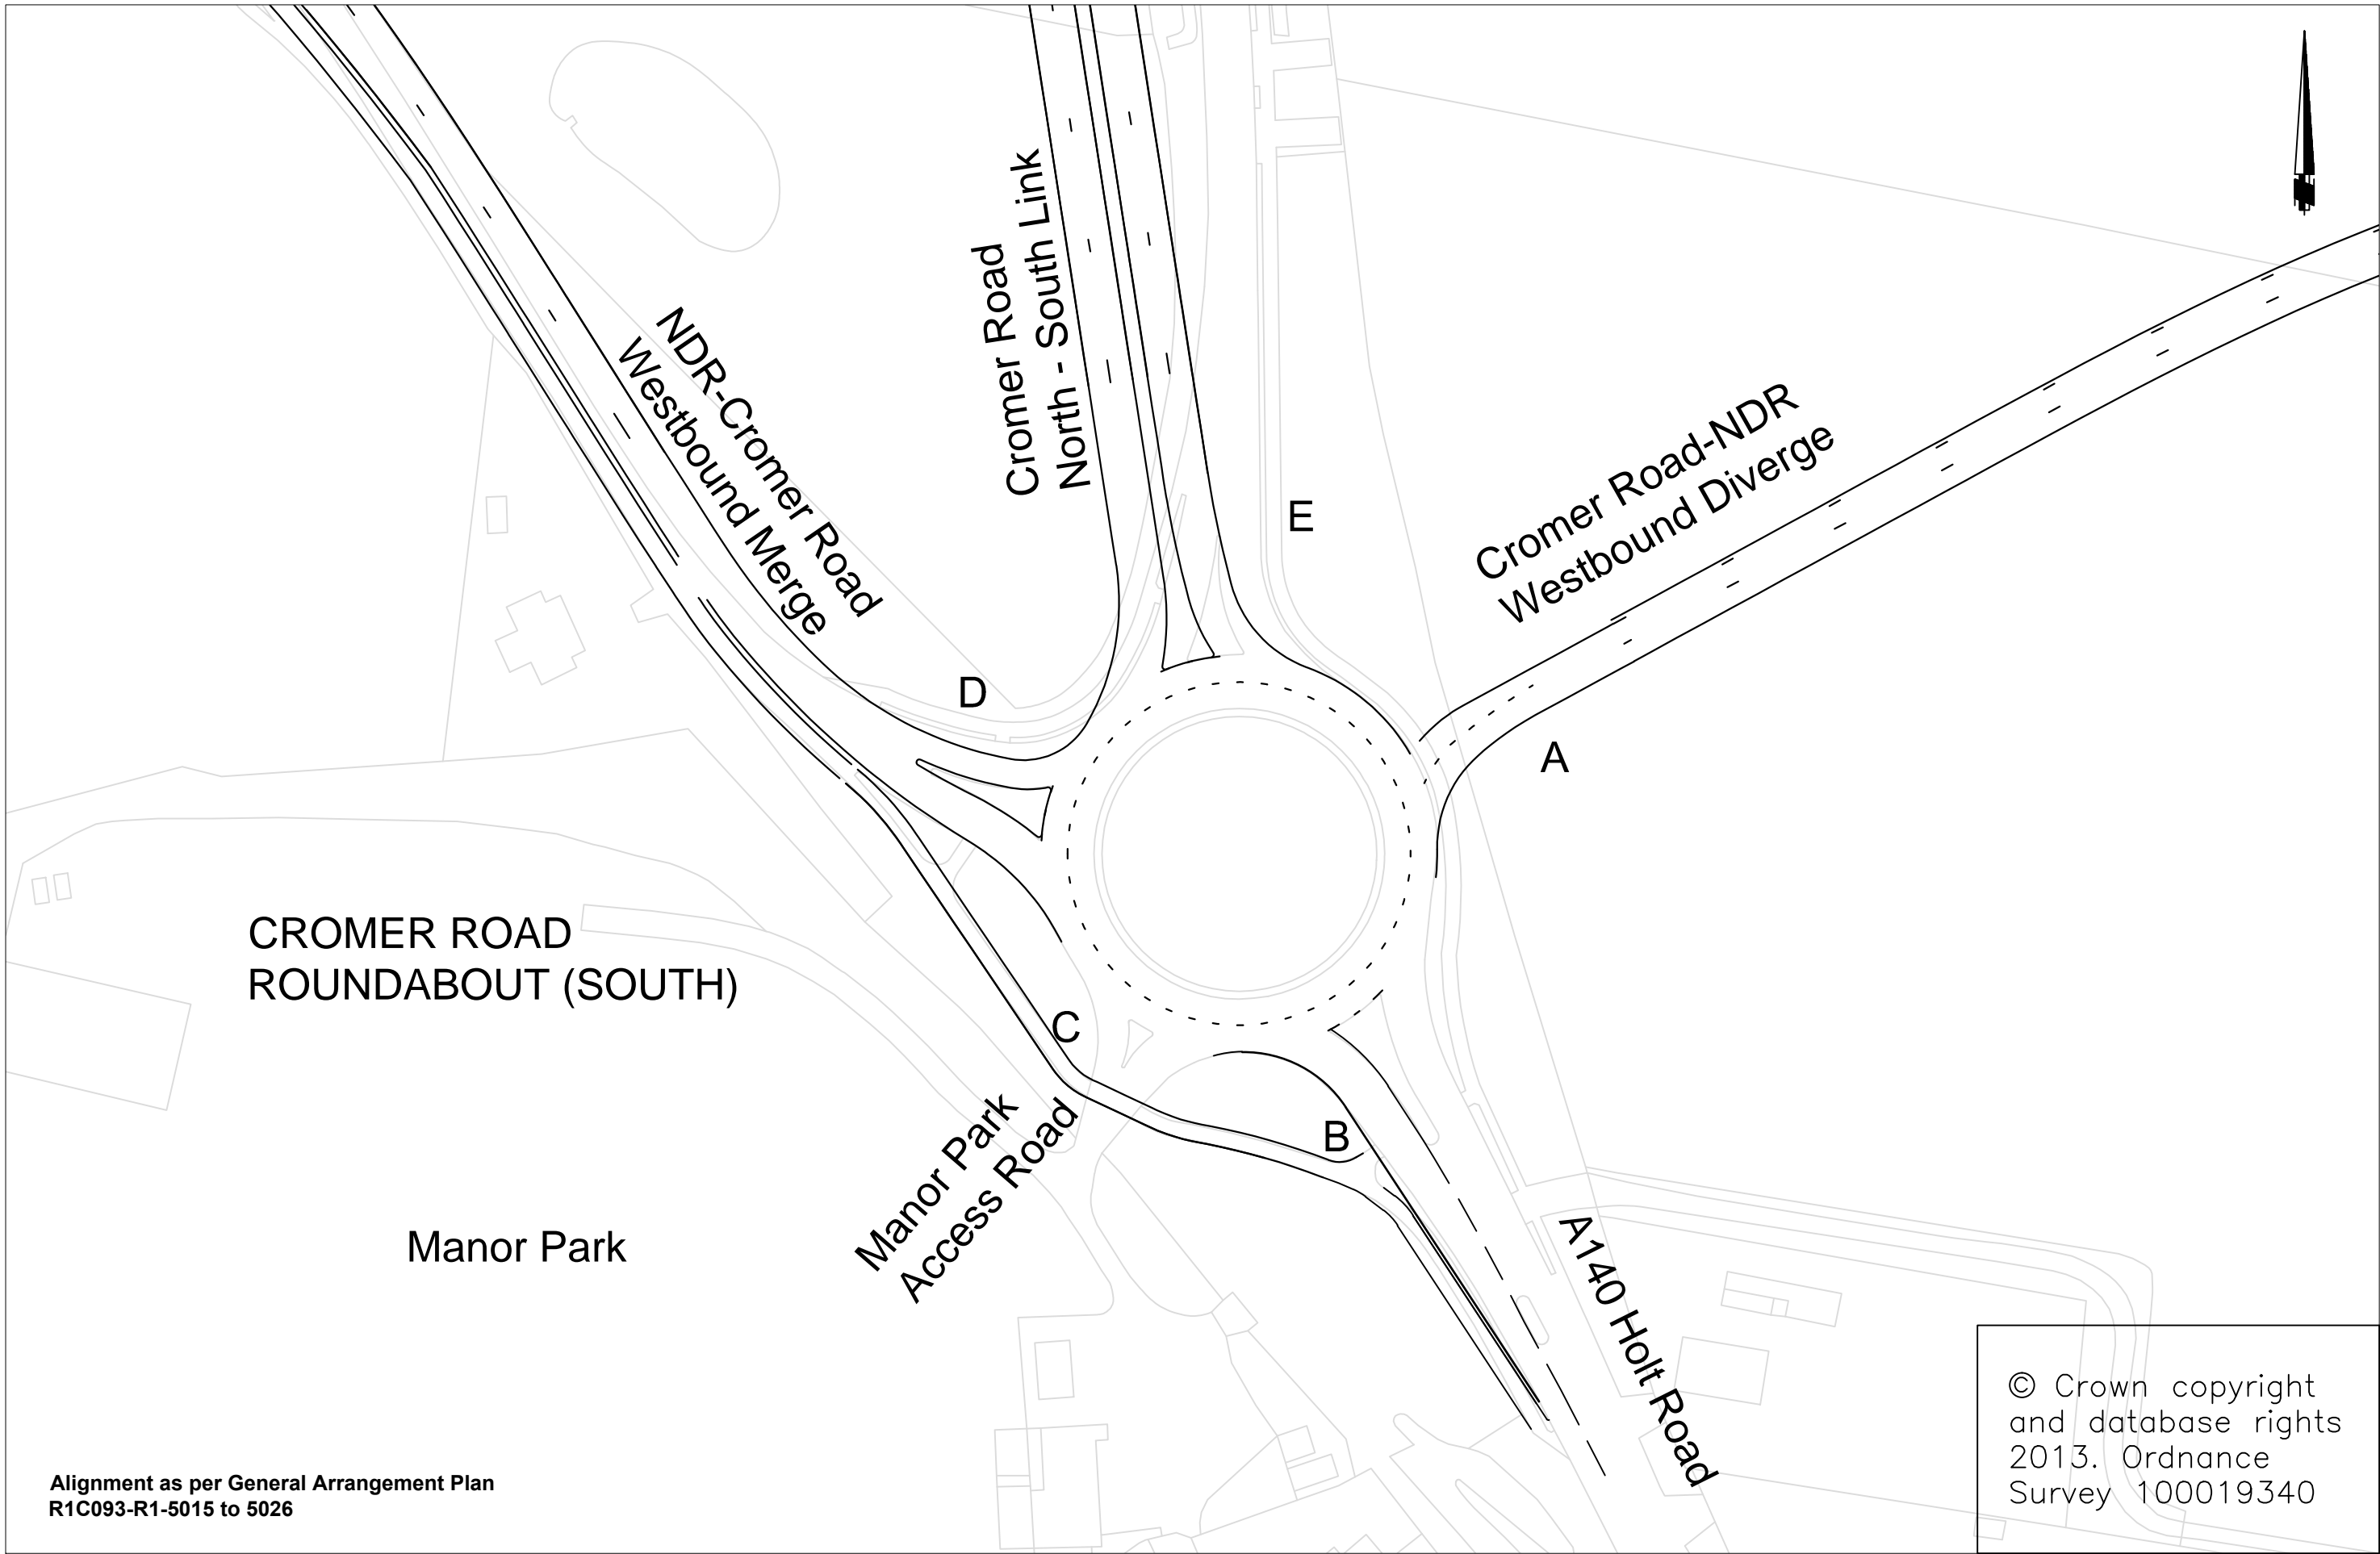 Cromer Road
North - South Link
NDR-Cromer Road
Westbound Merge
Cromer Road-NDR
Westbound Diverge
E
D
A
CROMER ROAD
ROUNDABOUT (SOUTH)
C
B
Manor Park
Access Road
Manor Park
A140 Holt Road
© Crown copyright
and database rights
2013. Ordnance
Survey 100019340
Alignment as per General Arrangement Plan
R1C093-R1-5015 to 5026